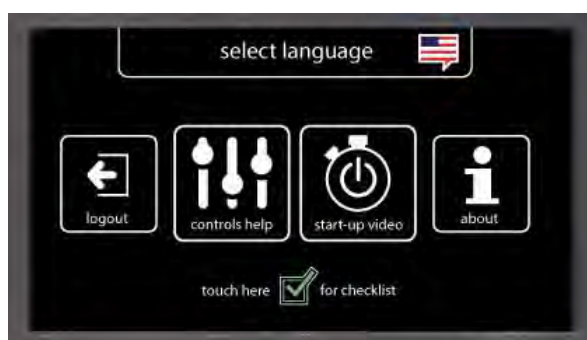 select language
logout
controls help
start-up video
about
touch here for checklist